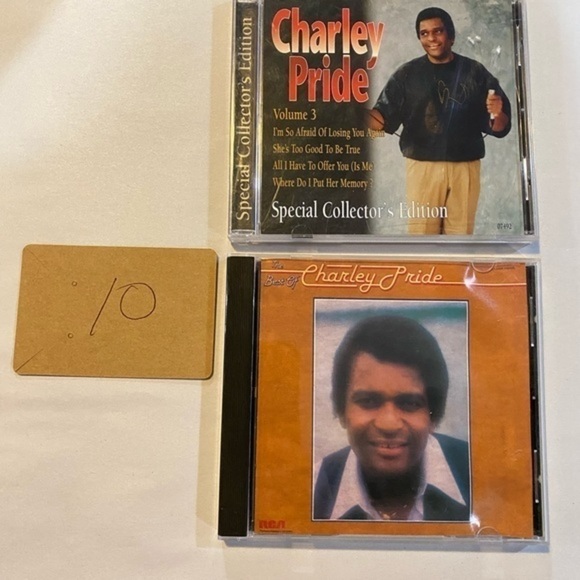 Special Collector's Edition
Charley
Pride
Volume 3
I'm So Afraid Of Losing You Again
She's Too Good To Be True
All I Have To Offer You (Is Me)
Where Do I Put Her Memory
Special Collector's Edition
:10
The
Best Of Charley Pride
RCA